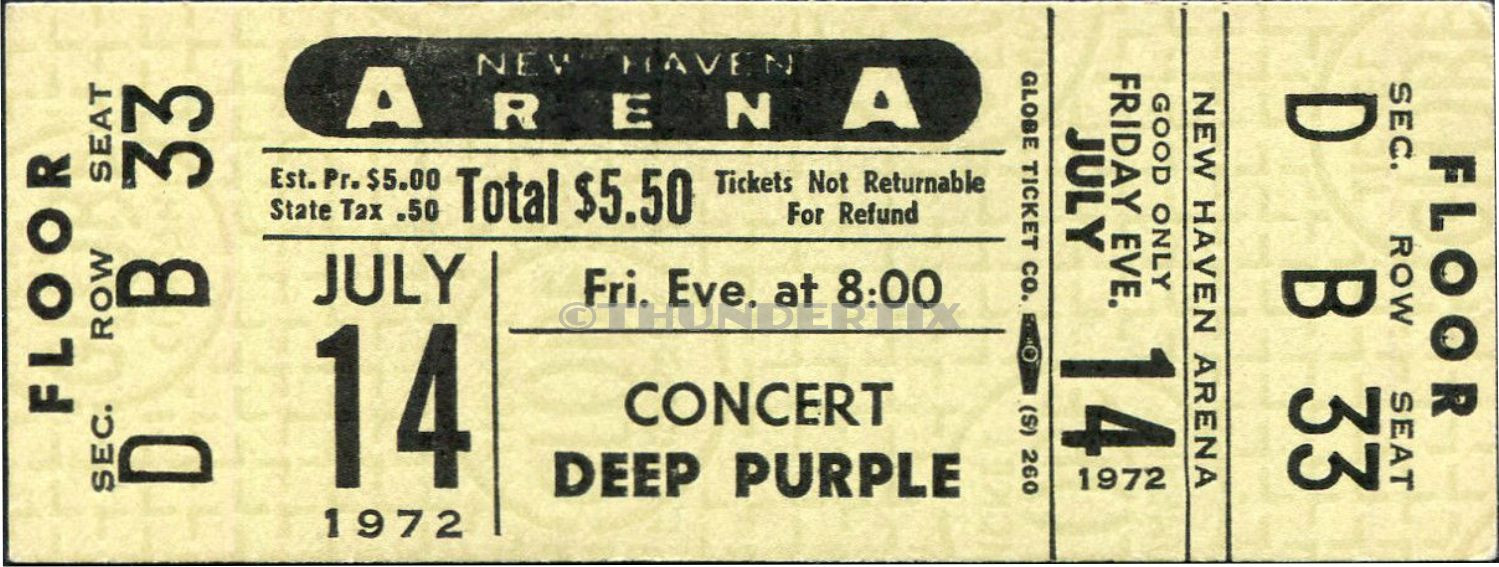 FLOOR
SEC. ROW SEAT
D B 33
NEW HAVEN
ARENA
Est. Pr. $5.00
State Tax .50
Total $5.50
Tickets Not Returnable
For Refund
JULY
14
1972
Fri. Eve. at 8:00
©THUNDERTIX
CONCERT
DEEP PURPLE
GLOBE TICKET CO. (S) 260
JULY 14
FRIDAY EVE. 1972
GOOD ONLY
NEW HAVEN ARENA
D B 33
SEC. ROW SEAT
FLOOR